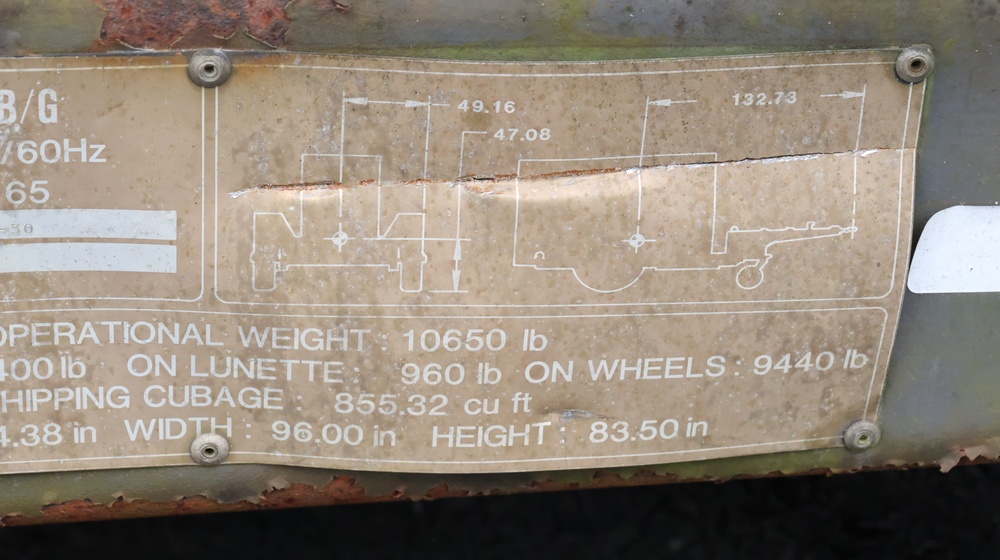 B/G
/60Hz
65
-30
49.16
132.73
47.08
OPERATIONAL WEIGHT : 10650 lb
400 lb ON LUNETTE : 960 lb ON WHEELS : 9440 lb
HIPPING CUBAGE : 855.32 cu ft
4.38 in WIDTH : 96.00 in HEIGHT : 83.50 in